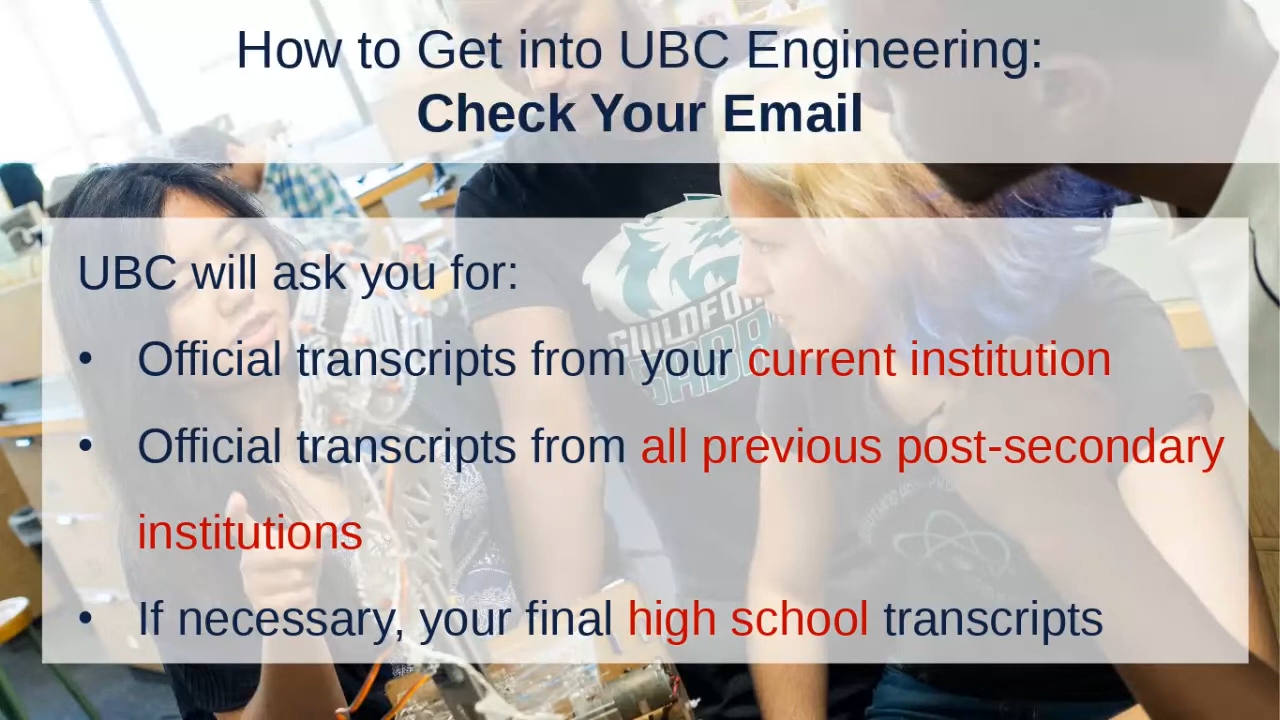 How to Get into UBC Engineering:
Check Your Email
UBC will ask you for:
• Official transcripts from your current institution
• Official transcripts from all previous post-secondary
institutions
• If necessary, your final high school transcripts